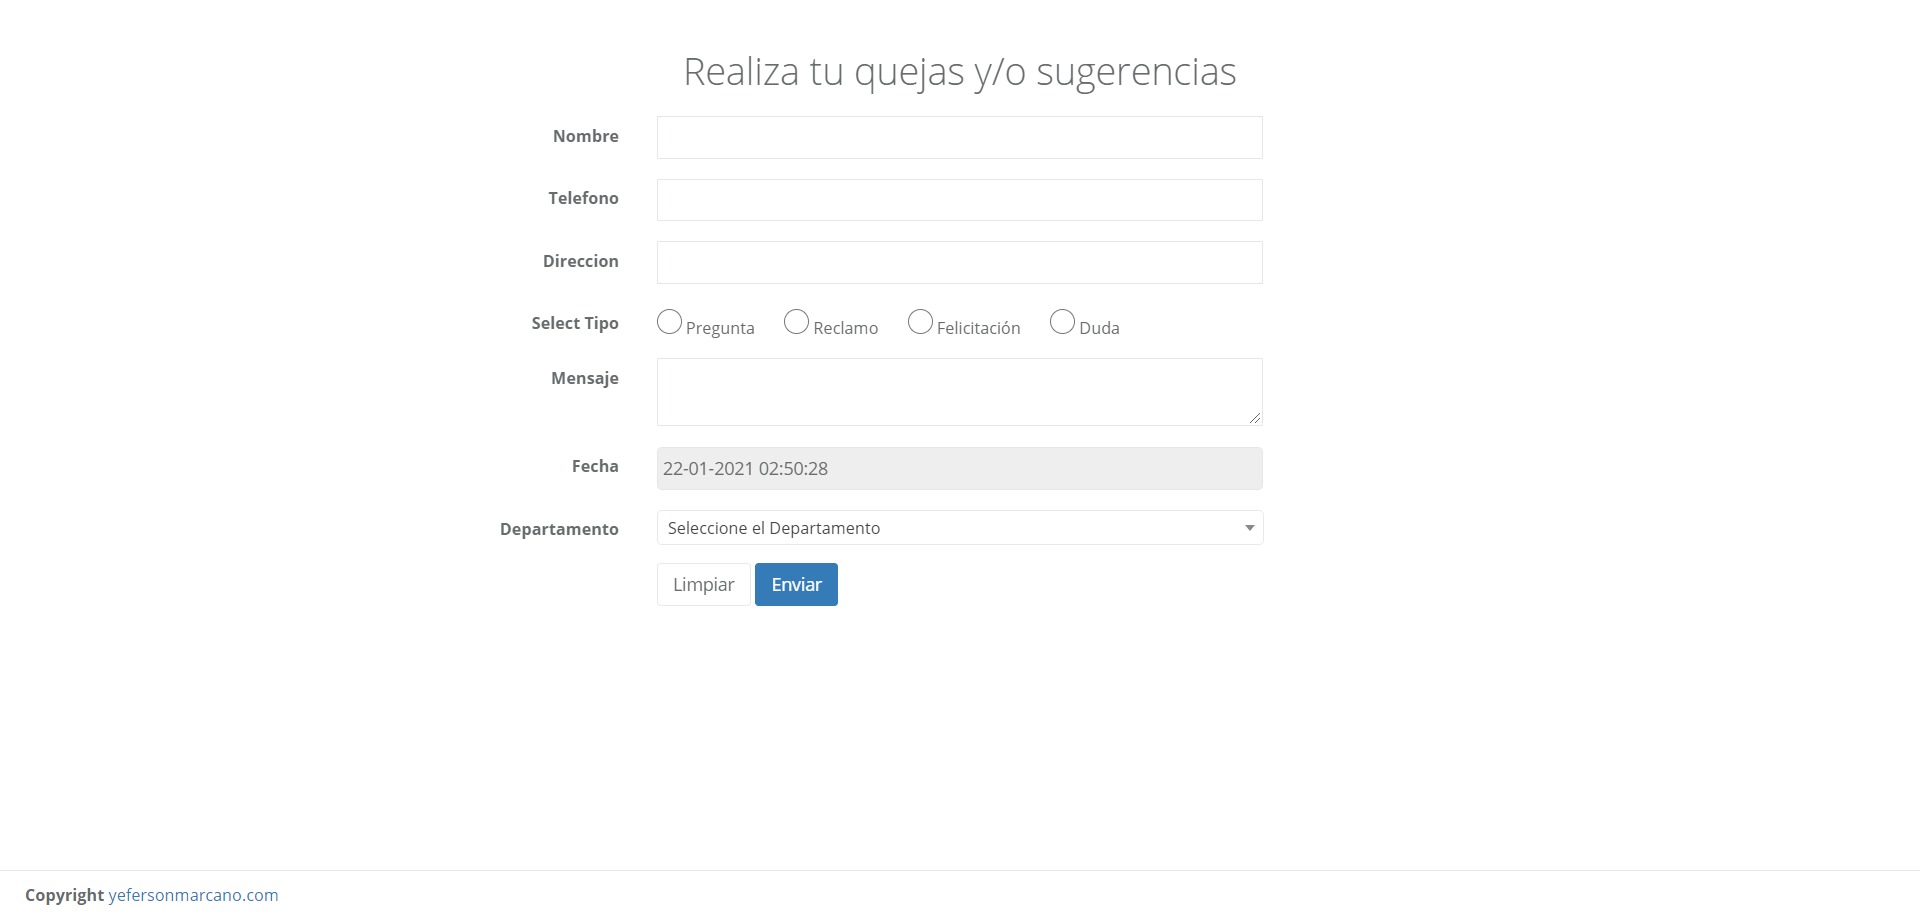 Realiza tu quejas y/o sugerencias
Nombre
Telefono
Direccion
Select Tipo Pregunta Reclamo Felicitación Duda
Mensaje
Fecha 22-01-2021 02:50:28
Departamento Seleccione el Departamento
Limpiar Enviar
Copyright yefersonmarcano.com